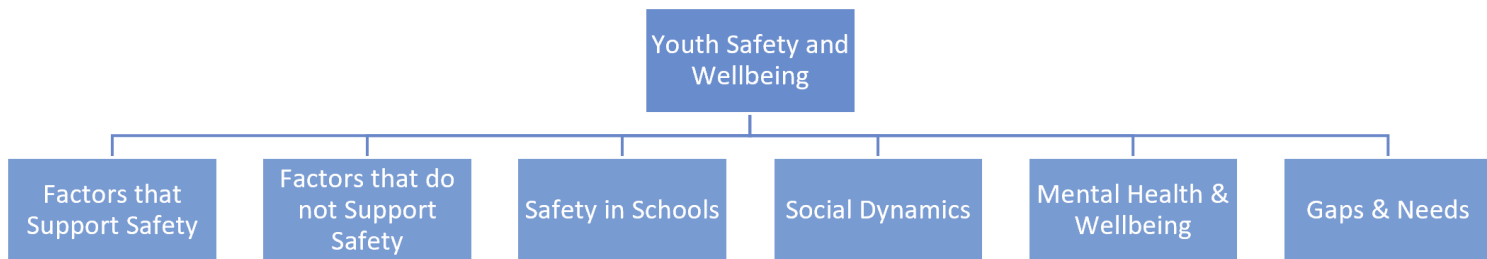 Youth Safety and
Wellbeing
Factors that
Support Safety
Factors that do
not Support
Safety
Safety in Schools
Social Dynamics
Mental Health &
Wellbeing
Gaps & Needs